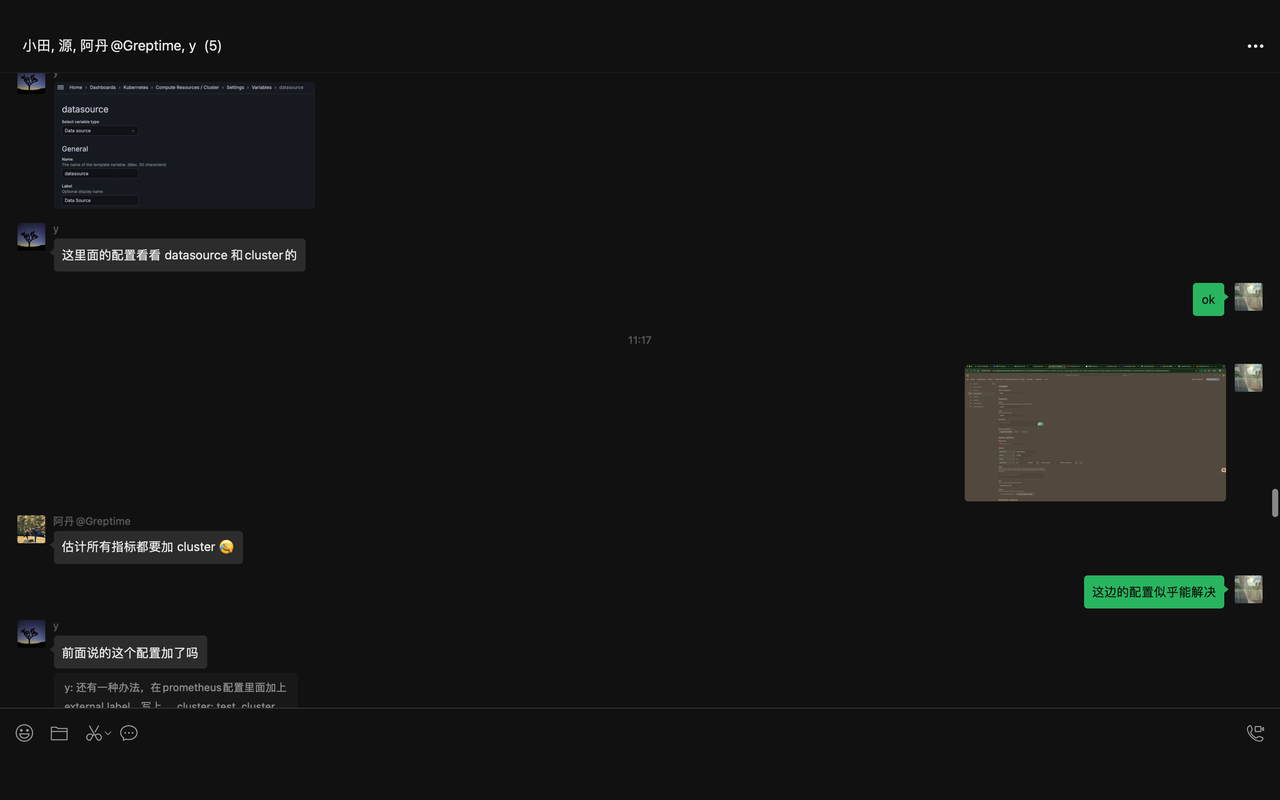 小田, 源, 阿丹@Greptime, y (5)
y
Home › Dashboards › Kubernetes › Compute Resources / Cluster › Settings › Variables › datasource
datasource
Select variable type
Data source
General
Name
The name of the template variable. (Max. 50 characters)
datasource
Label
Optional display name
Data Source
y
这里面的配置看看 datasource 和cluster的
ok
11:17
阿丹@Greptime
估计所有指标都要加 cluster
这边的配置似乎能解决
y
前面说的这个配置加了吗
y: 还有一种办法，在prometheus配置里面加上
external label，写上 cluster: test_cluster